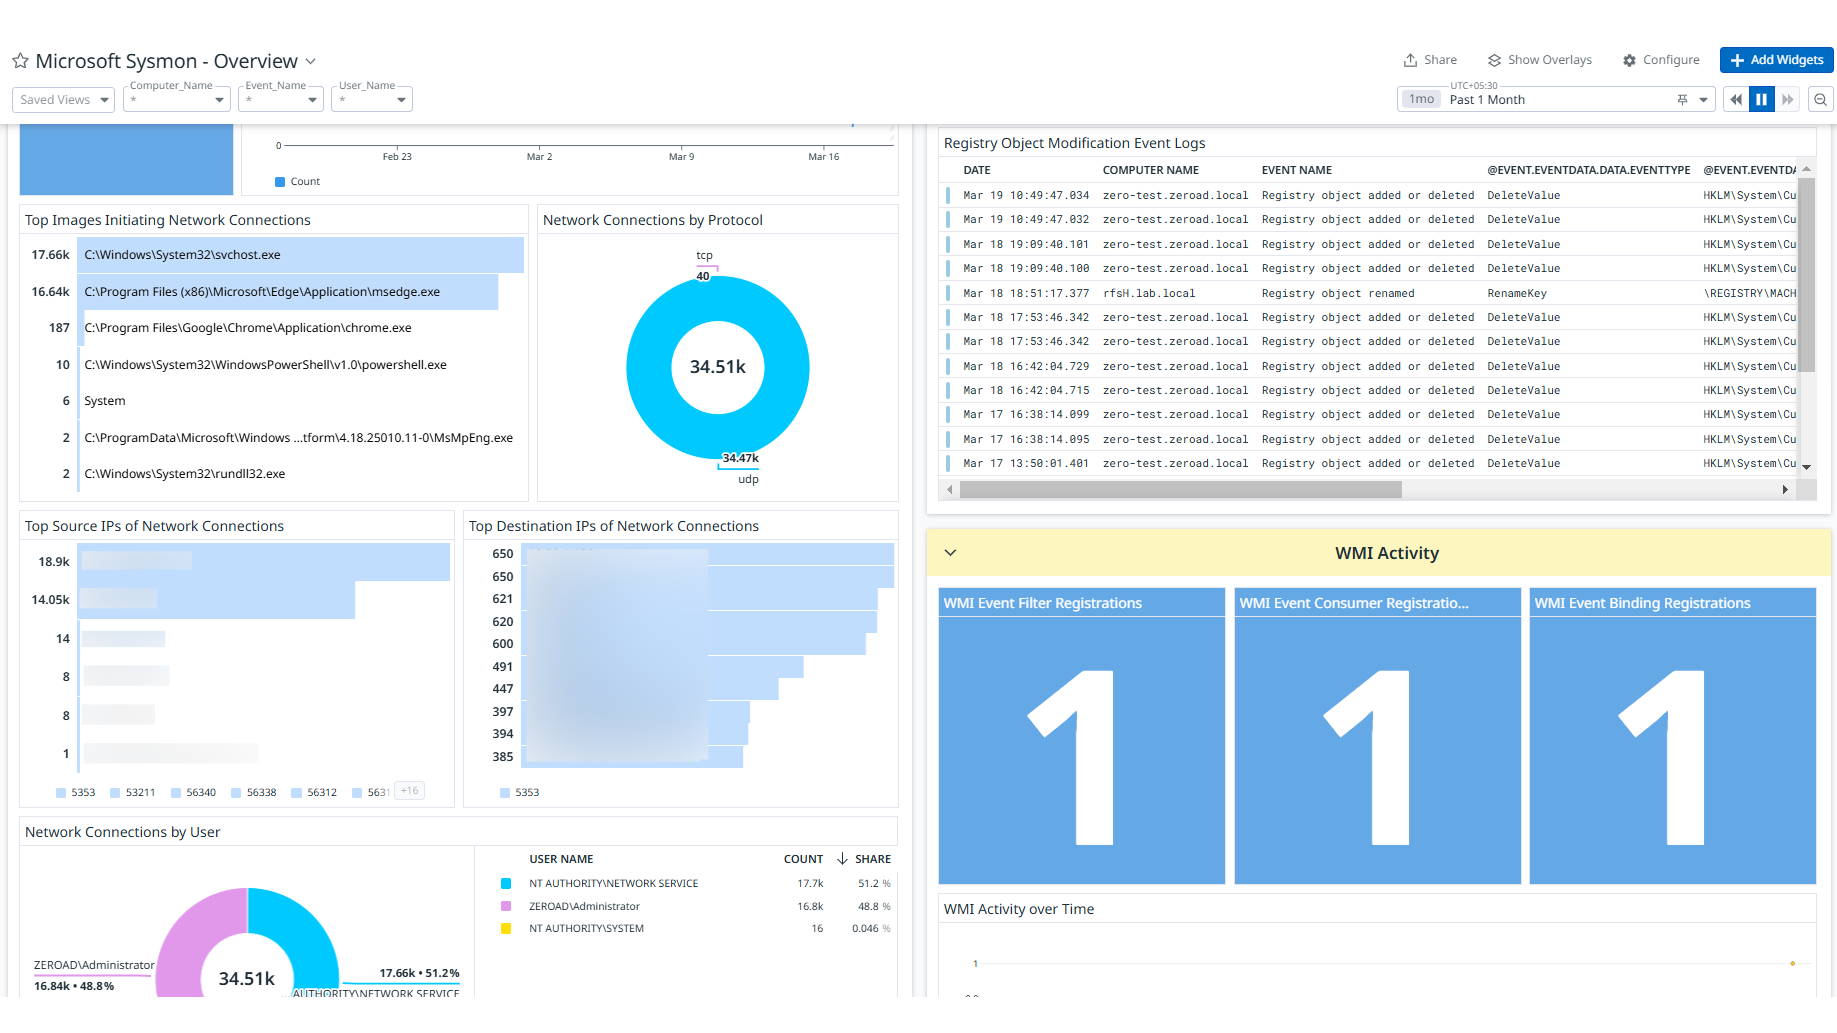 Microsoft Sysmon - Overview
Share
Show Overlays
Configure
Add Widgets
Saved Views
Computer_Name
*
Event_Name
*
User_Name
*
UTC+05:30
1mo Past 1 Month
0
Feb 23 Mar 2 Mar 9 Mar 16
Count
Top Images Initiating Network Connections
17.66k C:\Windows\System32\svchost.exe
16.64k C:\Program Files (x86)\Microsoft\Edge\Application\msedge.exe
187 C:\Program Files\Google\Chrome\Application\chrome.exe
10 C:\Windows\System32\WindowsPowerShell\v1.0\powershell.exe
6 System
2 C:\ProgramData\Microsoft\Windows ...tform\4.18.25010.11-0\MsMpEng.exe
2 C:\Windows\System32\rundll32.exe
Network Connections by Protocol
tcp
40
34.51k
34.47k
udp
Top Source IPs of Network Connections
18.9k
14.05k
14
8
8
1
5353 53211 56340 56338 56312 5631 +16
Top Destination IPs of Network Connections
650
650
621
620
600
491
447
397
394
385
5353
Network Connections by User
ZEROAD\Administrator
16.84k • 48.8%
34.51k
17.66k • 51.2%
AUTHORITY\NETWORK SERVICE
USER NAME COUNT SHARE
NT AUTHORITY\NETWORK SERVICE 17.7k 51.2 %
ZEROAD\Administrator 16.8k 48.8 %
NT AUTHORITY\SYSTEM 16 0.046 %
Registry Object Modification Event Logs
DATE COMPUTER NAME EVENT NAME @EVENT.EVENTDATA.DATA.EVENTTYPE @EVENT.EVENTDA
Mar 19 10:49:47.034 zero-test.zeroad.local Registry object added or deleted DeleteValue HKLM\System\Cu
Mar 19 10:49:47.032 zero-test.zeroad.local Registry object added or deleted DeleteValue HKLM\System\Cu
Mar 18 19:09:40.101 zero-test.zeroad.local Registry object added or deleted DeleteValue HKLM\System\Cu
Mar 18 19:09:40.100 zero-test.zeroad.local Registry object added or deleted DeleteValue HKLM\System\Cu
Mar 18 18:51:17.377 rfsH.lab.local Registry object renamed RenameKey \REGISTRY\MACH
Mar 18 17:53:46.342 zero-test.zeroad.local Registry object added or deleted DeleteValue HKLM\System\Cu
Mar 18 17:53:46.342 zero-test.zeroad.local Registry object added or deleted DeleteValue HKLM\System\Cu
Mar 18 16:42:04.729 zero-test.zeroad.local Registry object added or deleted DeleteValue HKLM\System\Cu
Mar 18 16:42:04.715 zero-test.zeroad.local Registry object added or deleted DeleteValue HKLM\System\Cu
Mar 17 16:38:14.099 zero-test.zeroad.local Registry object added or deleted DeleteValue HKLM\System\Cu
Mar 17 16:38:14.095 zero-test.zeroad.local Registry object added or deleted DeleteValue HKLM\System\Cu
Mar 17 13:50:01.401 zero-test.zeroad.local Registry object added or deleted DeleteValue HKLM\System\Cu
WMI Activity
WMI Event Filter Registrations
1
WMI Event Consumer Registratio...
1
WMI Event Binding Registrations
1
WMI Activity over Time
1